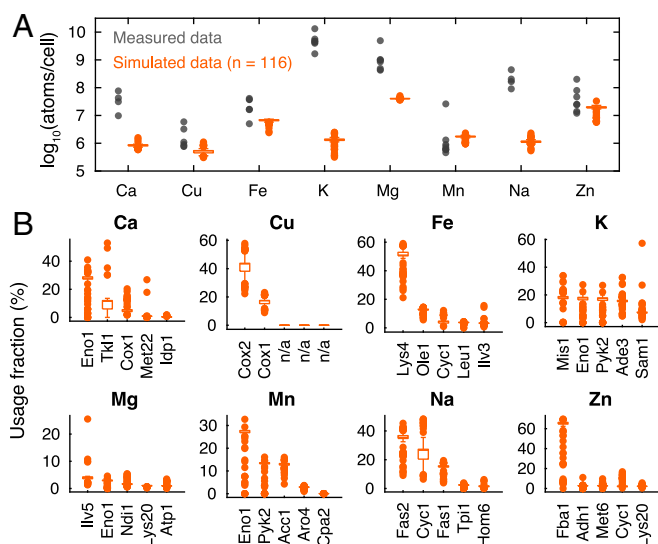 A
Measured data
Simulated data (n = 116)
log10(atoms/cell)
10
9
8
7
6
5
Ca Cu Fe K Mg Mn Na Zn
B
Usage fraction (%)
Ca Cu Fe K
40
20
0
60
40
20
0
60
40
20
0
60
40
20
0
Eno1 Tkl1 Cox1 Met22 Idp1
Cox2 Cox1 n/a n/a n/a
Lys4 Ole1 Cyc1 Leu1 Ilv3
Mis1 Eno1 Pyk2 Ade3 Sam1
Mg Mn Na Zn
20
10
0
30
20
10
0
40
20
0
60
40
20
0
Ilv5 Eno1 Ndi1 Lys20 Atp1
Eno1 Pyk2 Acc1 Aro4 Cpa2
Fas2 Cyc1 Fas1 Tpi1 Hom6
Fba1 Adh1 Met6 Cyc1 Lys20